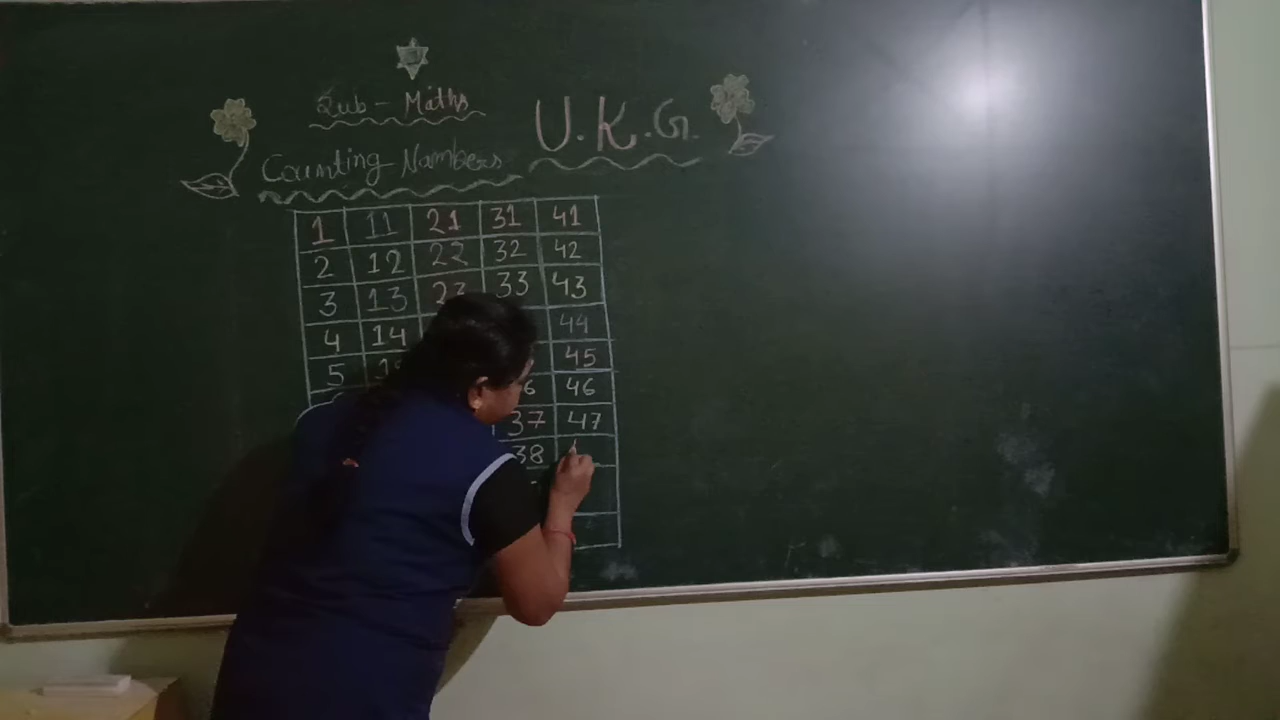 Sub - Maths
U.K.G.
Counting Numbers
1 11 21 31 41
2 12 22 32 42
3 13 23 33 43
4 14 44
5 45
46
37 47
38